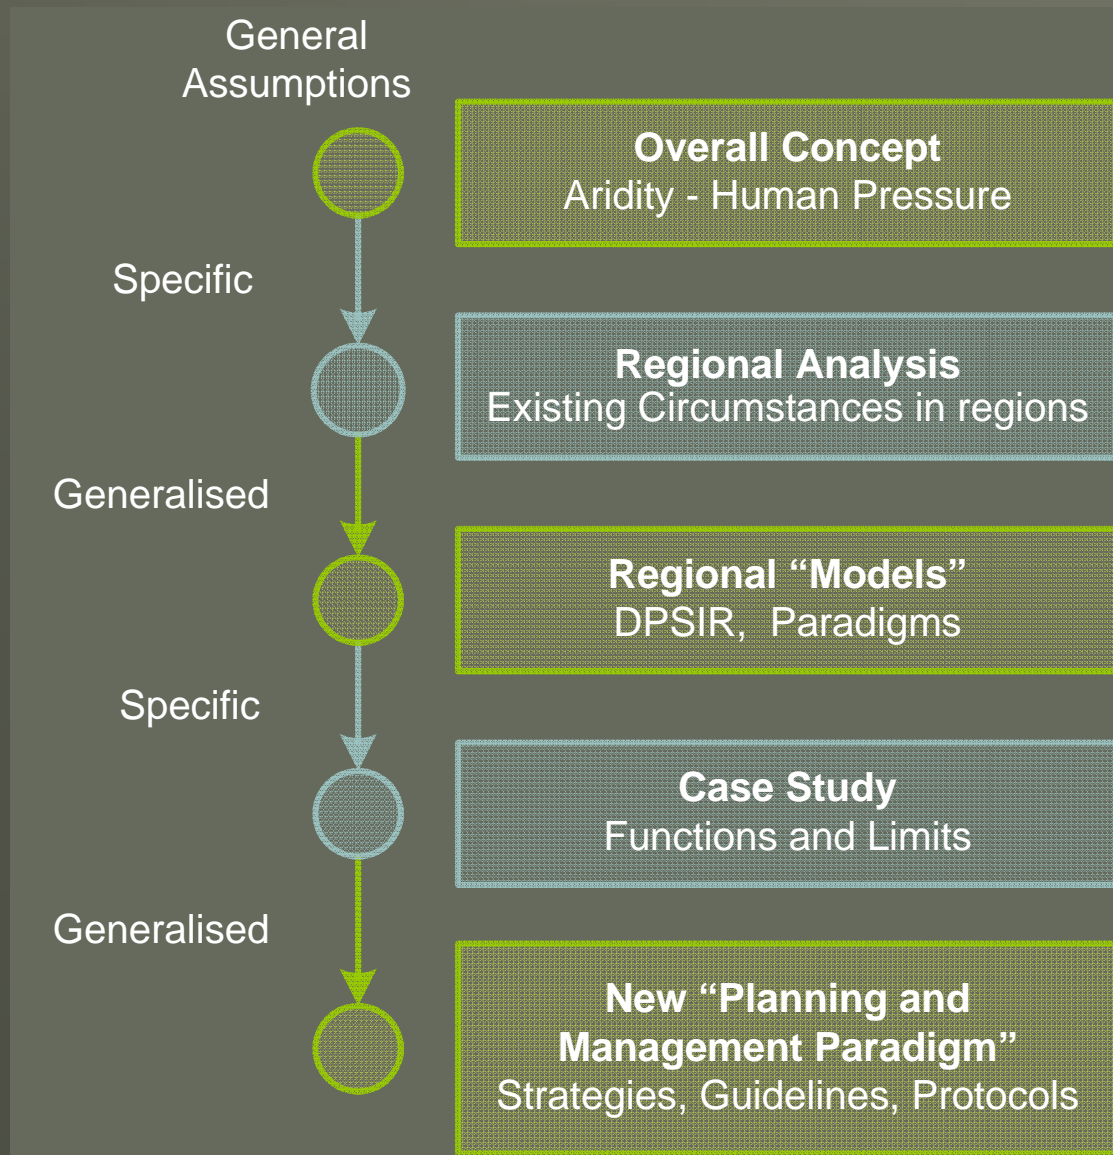 General
Assumptions
Overall Concept
Aridity - Human Pressure
Specific
Regional Analysis
Existing Circumstances in regions
Generalised
Regional “Models”
DPSIR, Paradigms
Specific
Case Study
Functions and Limits
Generalised
New “Planning and
Management Paradigm”
Strategies, Guidelines, Protocols